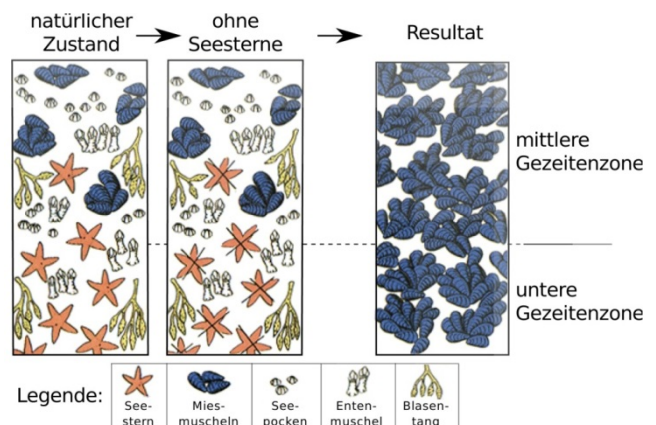 natürlicher
Zustand
ohne
Seesterne
Resultat
mittlere
Gezeitenzone
untere
Gezeitenzone
Legende:
See-
stern
Mies-
muscheln
See-
pocken
Enten-
muschel
Blasen-
tang